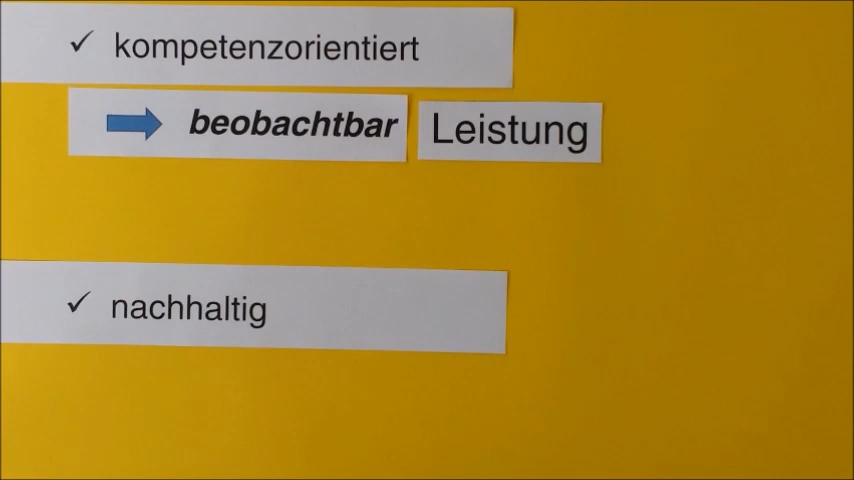 ✓ kompetenzorientiert
beobachtbar Leistung
✓ nachhaltig